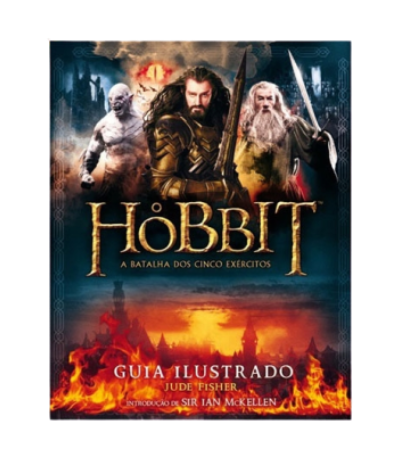 O HOBBIT
A BATALHA DOS CINCO EXÉRCITOS
GUIA ILUSTRADO
JUDE FISHER
INTRODUÇÃO DE SIR IAN McKELLEN